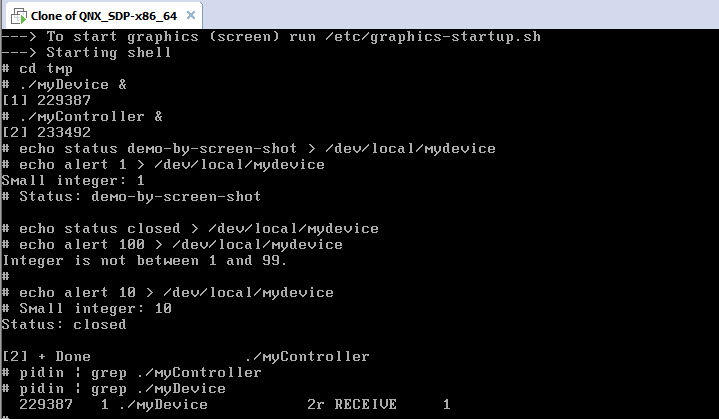 Clone of QNX_SDP-x86_64
---> To start graphics (screen) run /etc/graphics-startup.sh
---> Starting shell
# cd tmp
# ./myDevice &
[1] 229387
# ./myController &
[2] 233492
# echo status demo-by-screen-shot > /dev/local/mydevice
# echo alert 1 > /dev/local/mydevice
Small integer: 1
# Status: demo-by-screen-shot
# echo status closed > /dev/local/mydevice
# echo alert 100 > /dev/local/mydevice
Integer is not between 1 and 99.
#
# echo alert 10 > /dev/local/mydevice
# Small integer: 10
Status: closed
[2] + Done                 ./myController
# pidin | grep ./myController
# pidin | grep ./myDevice
  229387   1 ./myDevice          2r RECEIVE     1
#